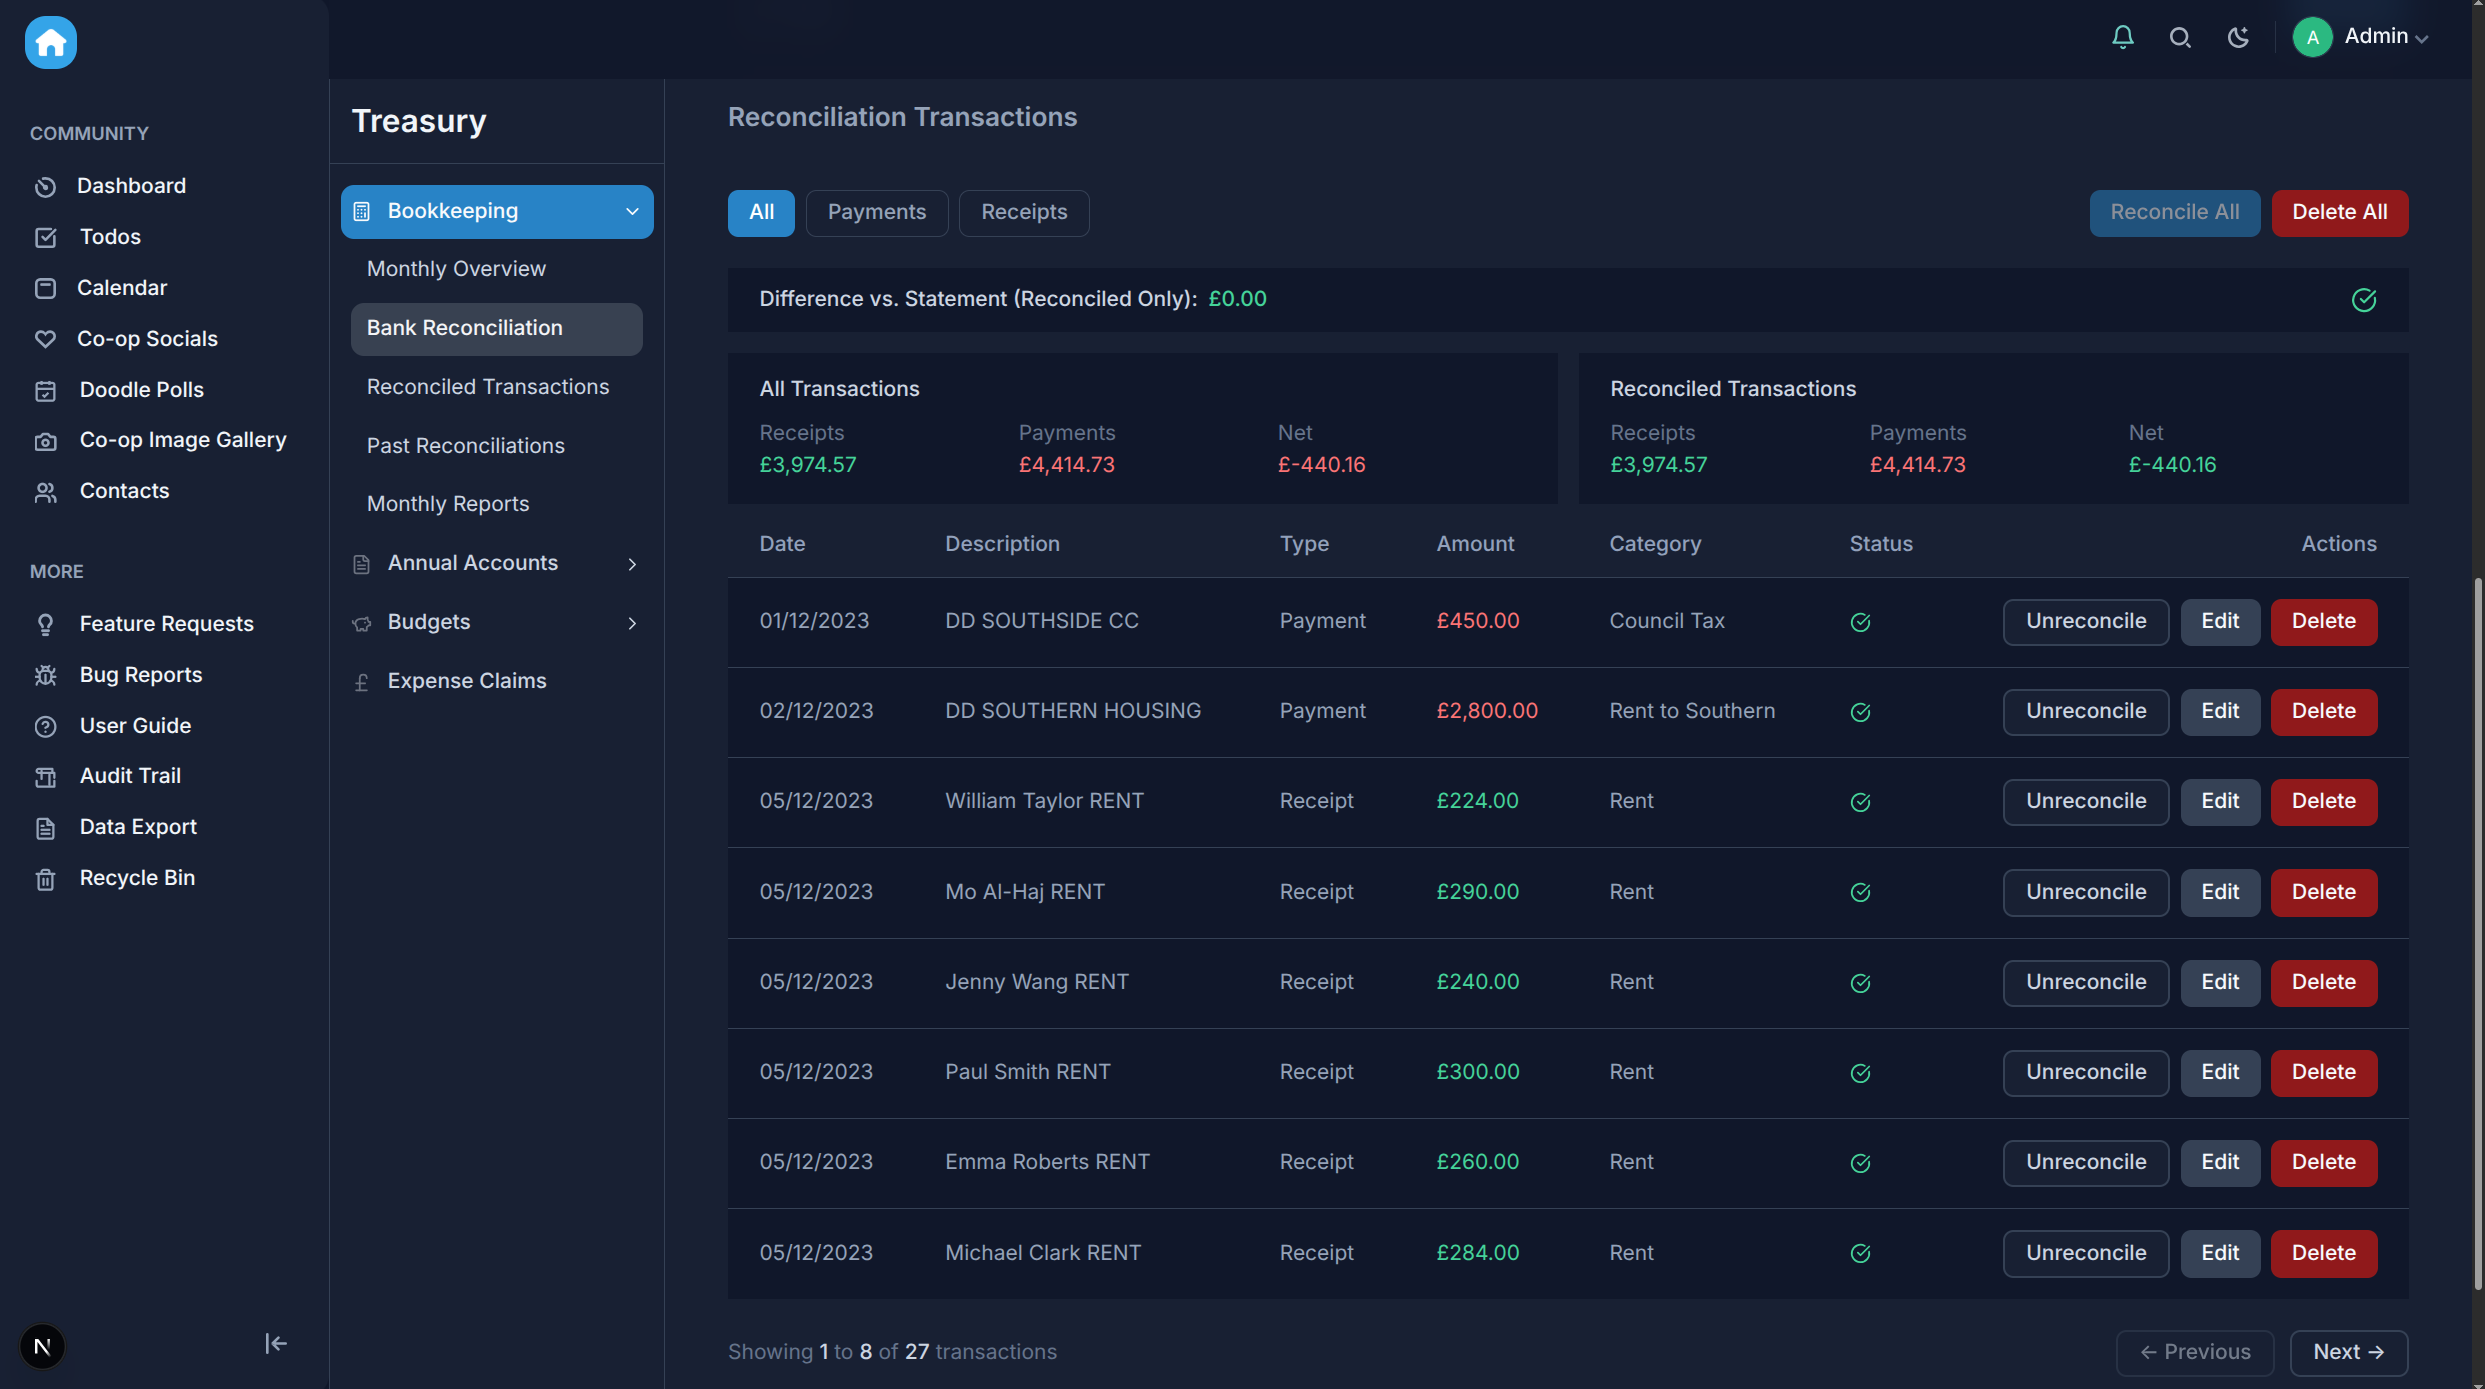 A
Admin
COMMUNITY
Dashboard
Todos
Calendar
Co-op Socials
Doodle Polls
Co-op Image Gallery
Contacts
MORE
Feature Requests
Bug Reports
User Guide
Audit Trail
Data Export
Recycle Bin
N
Treasury
Bookkeeping
Monthly Overview
Bank Reconciliation
Reconciled Transactions
Past Reconciliations
Monthly Reports
Annual Accounts
Budgets
£ Expense Claims
Reconciliation Transactions
All Payments Receipts Reconcile All Delete All
Difference vs. Statement (Reconciled Only): £0.00
All Transactions
Receipts Payments Net
£3,974.57 £4,414.73 £-440.16
Reconciled Transactions
Receipts Payments Net
£3,974.57 £4,414.73 £-440.16
Date Description Type Amount Category Status Actions
01/12/2023 DD SOUTHSIDE CC Payment £450.00 Council Tax Unreconcile Edit Delete
02/12/2023 DD SOUTHERN HOUSING Payment £2,800.00 Rent to Southern Unreconcile Edit Delete
05/12/2023 William Taylor RENT Receipt £224.00 Rent Unreconcile Edit Delete
05/12/2023 Mo Al-Haj RENT Receipt £290.00 Rent Unreconcile Edit Delete
05/12/2023 Jenny Wang RENT Receipt £240.00 Rent Unreconcile Edit Delete
05/12/2023 Paul Smith RENT Receipt £300.00 Rent Unreconcile Edit Delete
05/12/2023 Emma Roberts RENT Receipt £260.00 Rent Unreconcile Edit Delete
05/12/2023 Michael Clark RENT Receipt £284.00 Rent Unreconcile Edit Delete
Showing 1 to 8 of 27 transactions ← Previous Next →